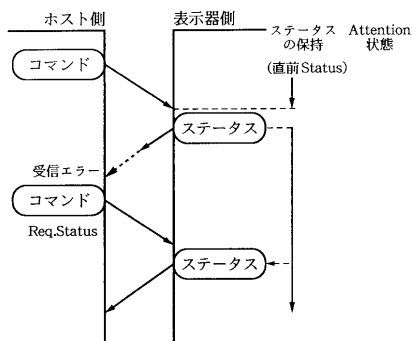 ホスト側
表示器側
ステータス
の保持
Attention
状態
(直前Status)
コマンド
ステータス
受信エラー
コマンド
Req.Status
ステータス